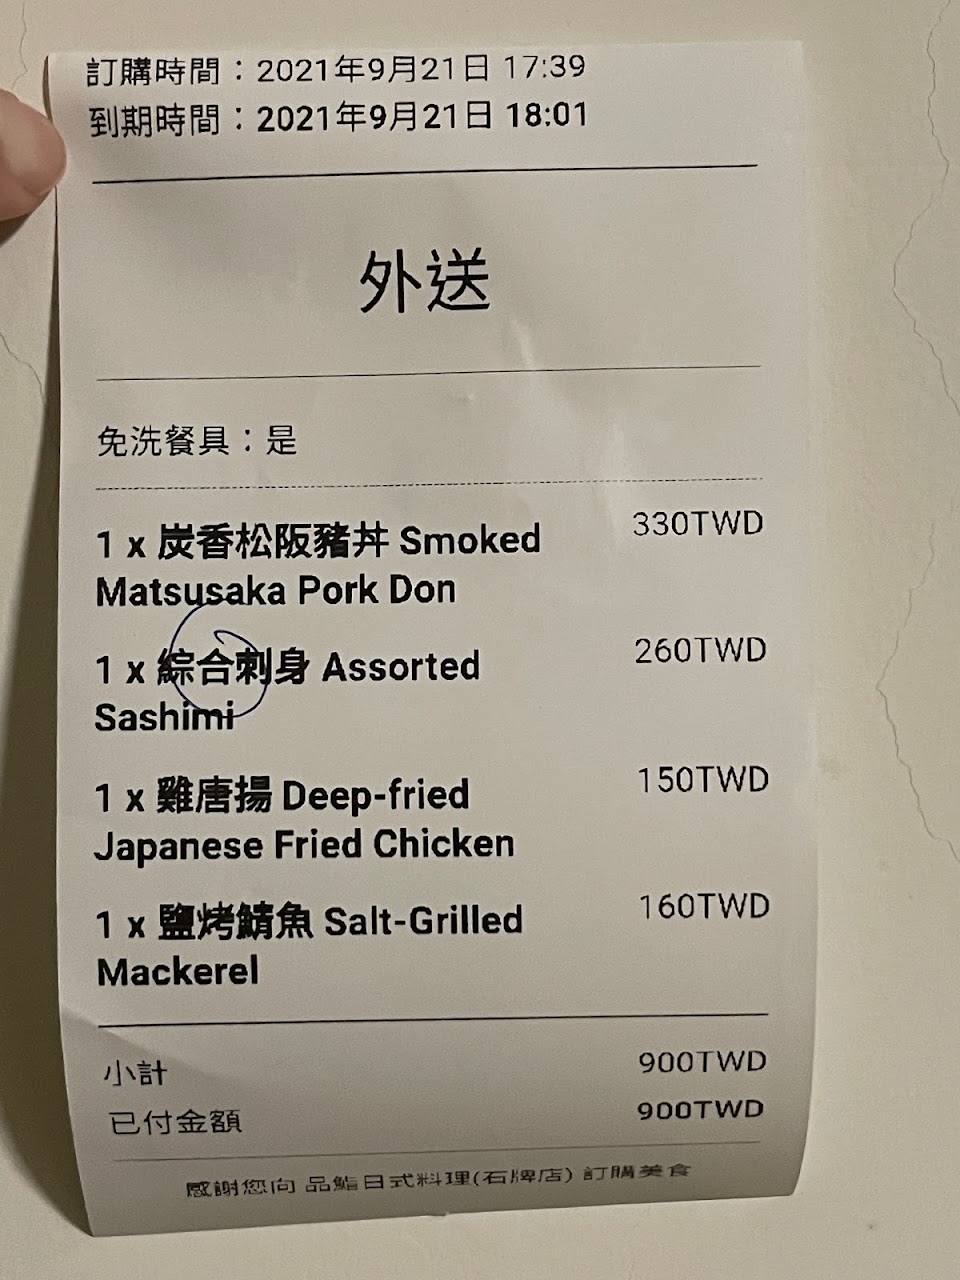 訂購時間：2021年9月21日 17:39
到期時間：2021年9月21日 18:01
外送
免洗餐具：是
1 x 炭香松阪豬丼 Smoked 330TWD
Matsusaka Pork Don
1 x 綜合刺身 Assorted 260TWD
Sashimi
1 x 雞唐揚 Deep-fried 150TWD
Japanese Fried Chicken
1 x 鹽烤鯖魚 Salt-Grilled 160TWD
Mackerel
小計 900TWD
已付金額 900TWD
感謝您向 品鮨日式料理(石牌店) 訂購美食